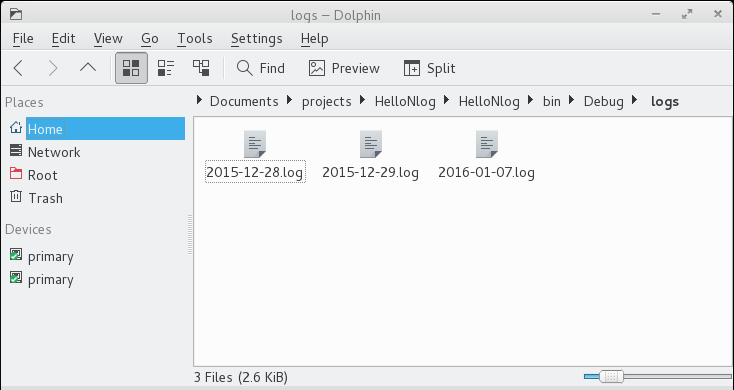 logs – Dolphin
File Edit View Go Tools Settings Help
Find Preview Split
Places
Home
Network
Root
Trash
Devices
primary
primary
Documents projects HelloNlog HelloNlog bin Debug logs
2015-12-28.log 2015-12-29.log 2016-01-07.log
3 Files (2.6 KiB)